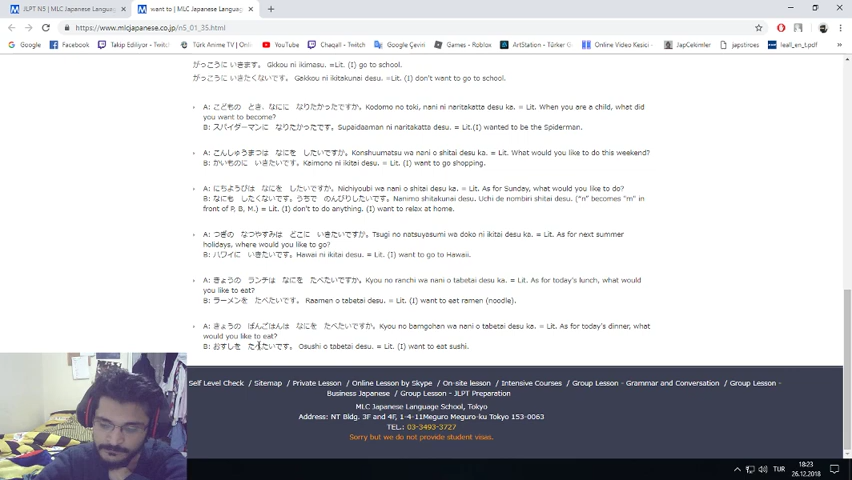 JLPT N5 | MLC Japanese Langua
want to | MLC Japanese Languag
https://www.mlcjapanese.co.jp/n5_01_35.html
Google
Facebook
Takip Ediliyor - Twitch
Türk Anime TV | Onli
YouTube
Chaqall - Twitch
Google Çeviri
Games - Roblox
ArtStation - Türker G
Online Video Kesici -
JapÇekimler
japstroes
leall_en_t.pdf
がっこうに いきます。 Gkkou ni ikimasu. =Lit. (I) go to school.
がっこうに いきたくないです。 Gakkou ni ikitakunai desu. =Lit. (I) don't want to go to school.
A: こどもの とき、なにに なりたかったですか。Kodomo no toki, nani ni naritakatta desu ka. = Lit. When you are a child, what did
you want to become?
B: スパイダーマンに なりたかったです。Supaidaaman ni naritakatta desu. = Lit.(I) wanted to be the Spiderman.
A: こんしゅうまつは なにを したいですか。 Konshuumatsu wa nani o shitai desu ka. = Lit. What would you like to do this weekend?
B: かいものに いきたいです。Kaimono ni ikitai desu. = Lit. (I) want to go shopping.
A: にちようびは なにを したいですか。Nichiyoubi wa nani o shitai desu ka. = Lit. As for Sunday, what would you like to do?
B: なにも したくないです。うちで のんびりしたいです。Nanimo shitakunai desu. Uchi de nombiri shitai desu. ("n" becomes "m" in
front of P, B, M.) = Lit. (I) don't to do anything. (I) want to relax at home.
A: つぎの なつやすみは どこに いきたいですか。Tsugi no natsuyasumi wa doko ni ikitai desu ka. = Lit. As for next summer
holidays, where would you like to go?
B: ハワイに いきたいです。Hawai ni ikitai desu. = Lit. (I) want to go to Hawaii.
A: きょうの ランチは なにを たべたいですか。Kyou no ranchi wa nani o tabetai desu ka. = Lit. As for today's lunch, what would
you like to eat?
B: ラーメンを たべたいです。 Raamen o tabetai desu. = Lit. (I) want to eat ramen (noodle).
A: きょうの ばんごはんは なにを たべたいですか。Kyou no bamgohan wa nani o tabetai desu ka. = Lit. As for today's dinner, what
would you like to eat?
B: おすしを たべたいです。 Osushi o tabetai desu. = Lit. (I) want to eat sushi.
Self Level Check / Sitemap / Private Lesson / Online Lesson by Skype / On-site lesson / Intensive Courses / Group Lesson - Grammar and Conversation / Group Lesson -
Business Japanese / Group Lesson - JLPT Preparation
MLC Japanese Language School, Tokyo
Address: NT Bldg. 3F and 4F, 1-4-11Meguro Meguro-ku Tokyo 153-0063
TEL.: 03-3493-3727
Sorry but we do not provide student visas.
TUR
18:23
26.12.2018